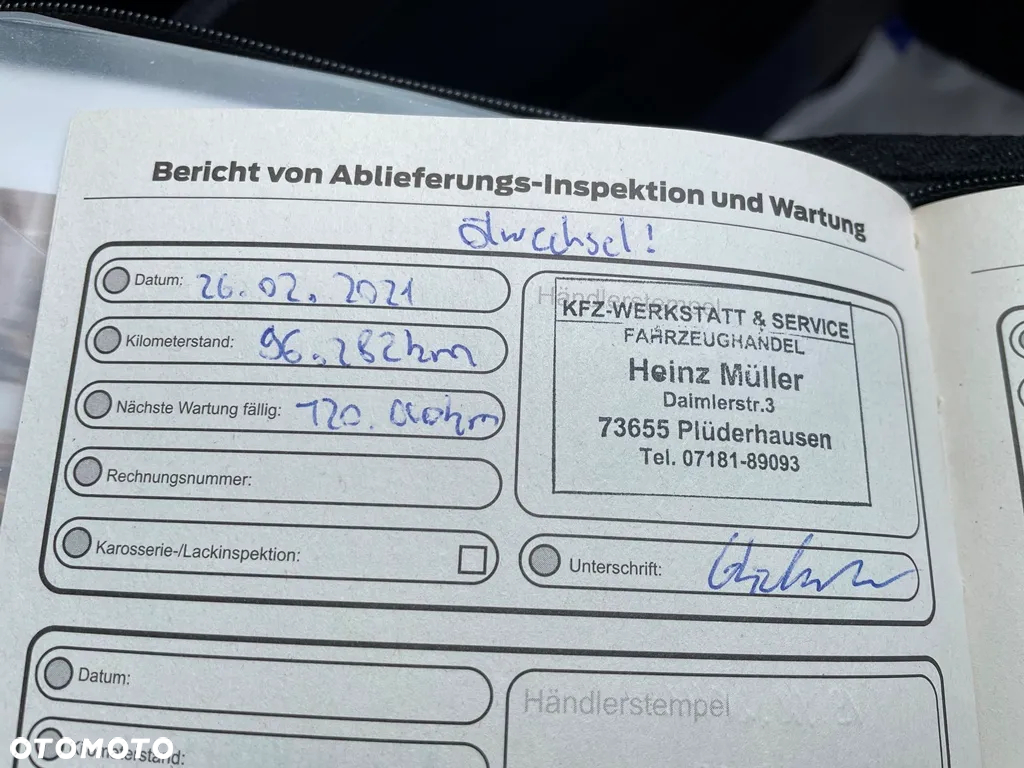 Bericht von Ablieferungs-Inspektion und Wartung
Ölwechsel!
Datum: 26.02.2021
Kilometerstand: 96.282km
Nächste Wartung fällig: 120.000km
Rechnungsnummer:
Karosserie-/Lackinspektion:
Händlerstempel
KFZ-WERKSTATT & SERVICE
FAHRZEUGHANDEL
Heinz Müller
Daimlerstr.3
73655 Plüderhausen
Tel. 07181-89093
Unterschrift:
Datum:
Händlerstempel
Kilometerstand:
OTOMOTO